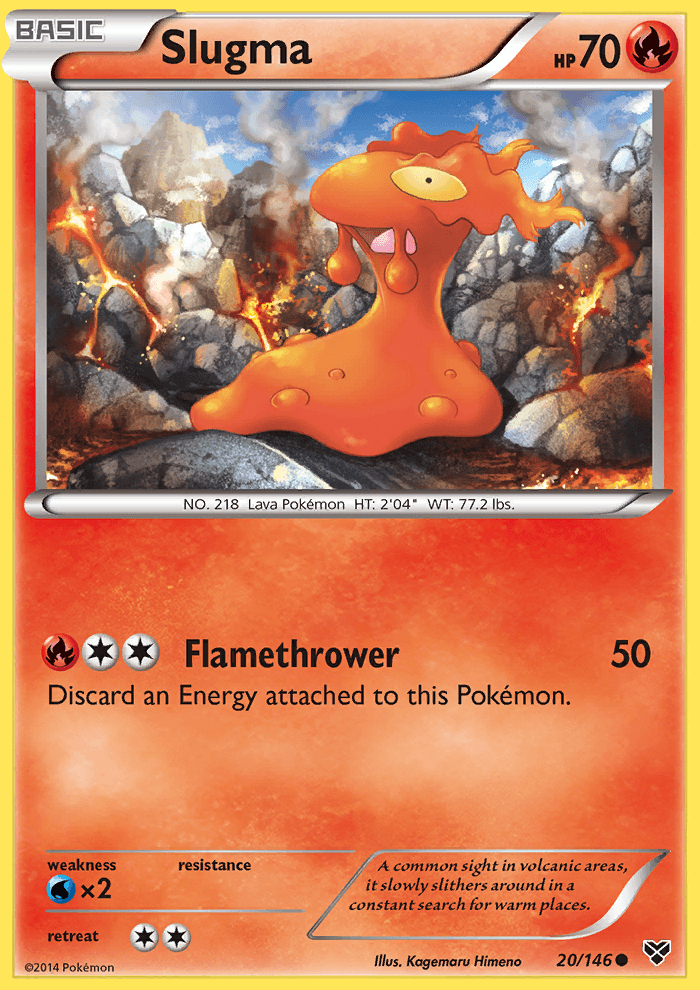 BASIC
Slugma
HP70
NO. 218 Lava Pokémon HT: 2'04" WT: 77.2 lbs.
Flamethrower 50
Discard an Energy attached to this Pokémon.
weakness resistance
×2
A common sight in volcanic areas,
it slowly slithers around in a
constant search for warm places.
retreat
©2014 Pokémon
Illus. Kagemaru Himeno
20/146